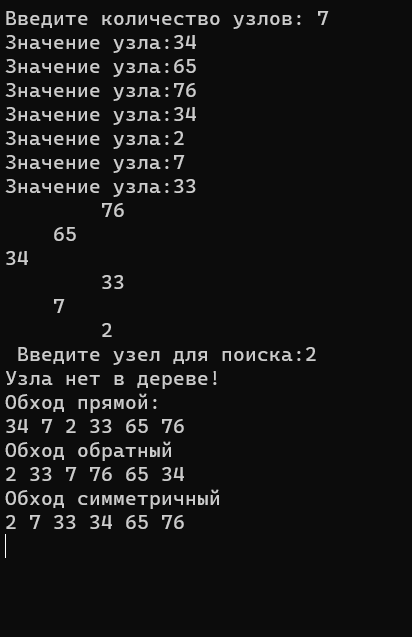 Введите количество узлов: 7
Значение узла:34
Значение узла:65
Значение узла:76
Значение узла:34
Значение узла:2
Значение узла:7
Значение узла:33
        76
    65
34
        33
    7
        2
 Введите узел для поиска:2
Узла нет в дереве!
Обход прямой:
34 7 2 33 65 76
Обход обратный
2 33 7 76 65 34
Обход симметричный
2 7 33 34 65 76